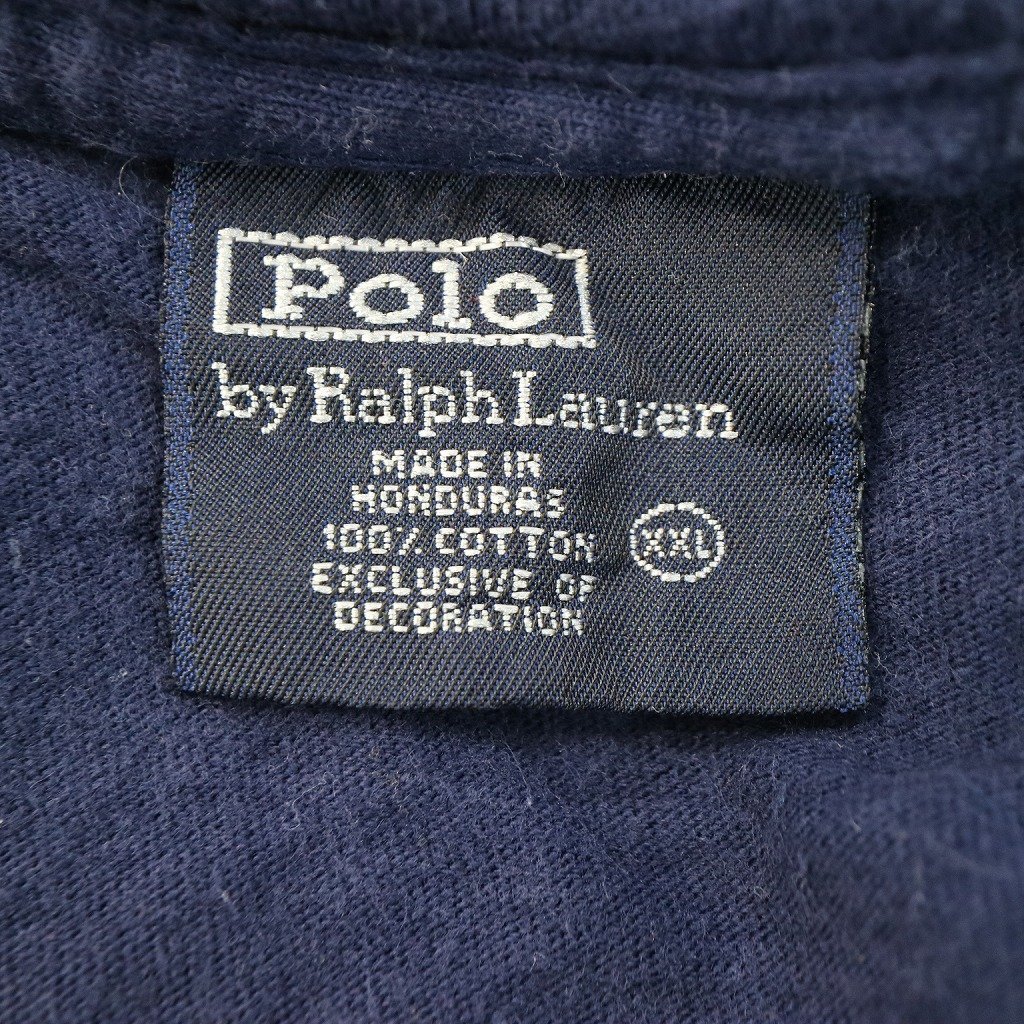 Polo
by Ralph Lauren
MADE IN
HONDURAS
100% COTTON
EXCLUSIVE OF
DECORATION
XXL